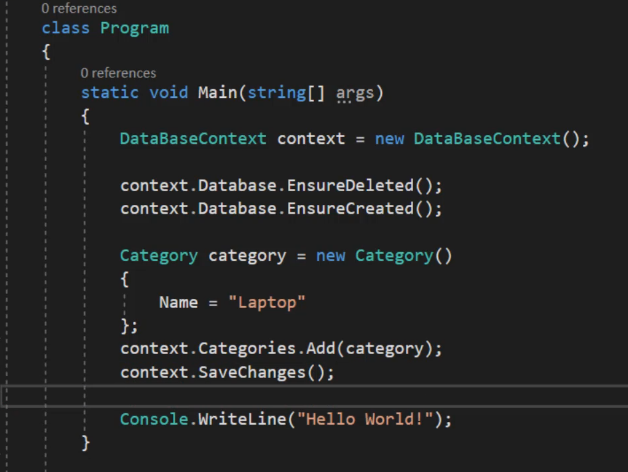 0 references
class Program
{
0 references
static void Main(string[] args)
{
DataBaseContext context = new DataBaseContext();
context.Database.EnsureDeleted();
context.Database.EnsureCreated();
Category category = new Category()
{
Name = "Laptop"
};
context.Categories.Add(category);
context.SaveChanges();
Console.WriteLine("Hello World!");
}